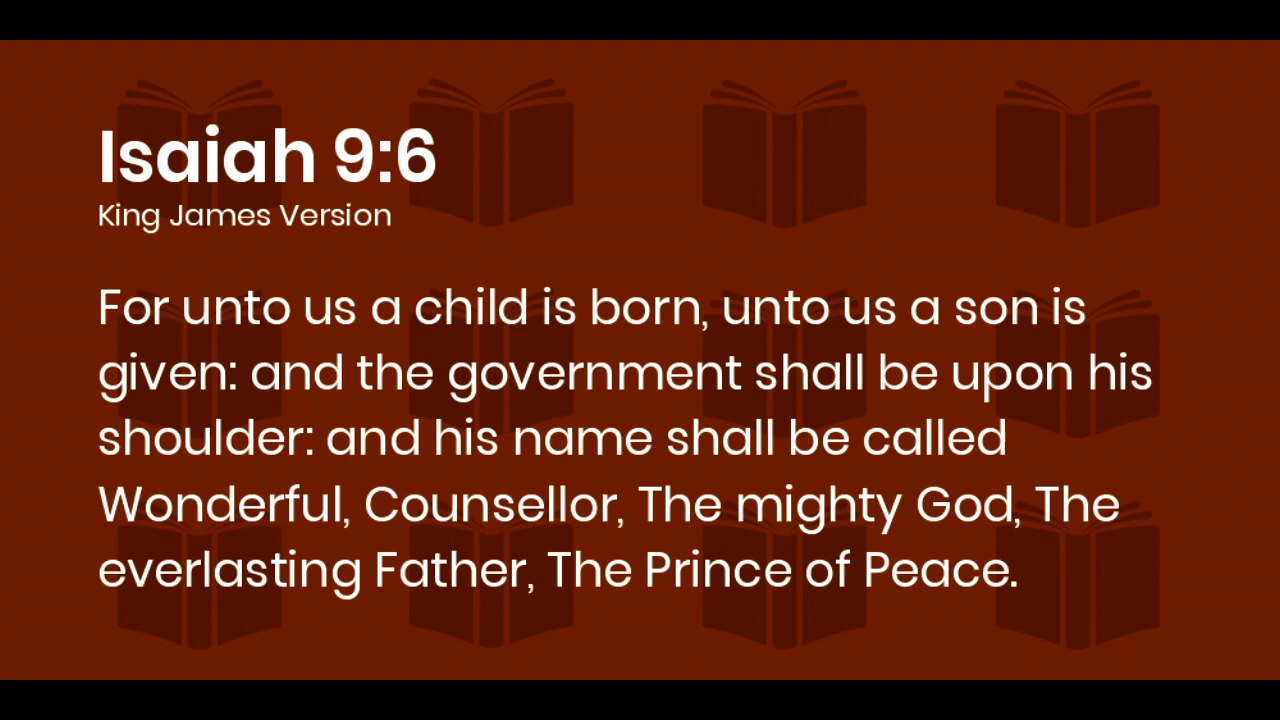 Isaiah 9:6
King James Version
For unto us a child is born, unto us a son is
given: and the government shall be upon his
shoulder: and his name shall be called
Wonderful, Counsellor, The mighty God, The
everlasting Father, The Prince of Peace.